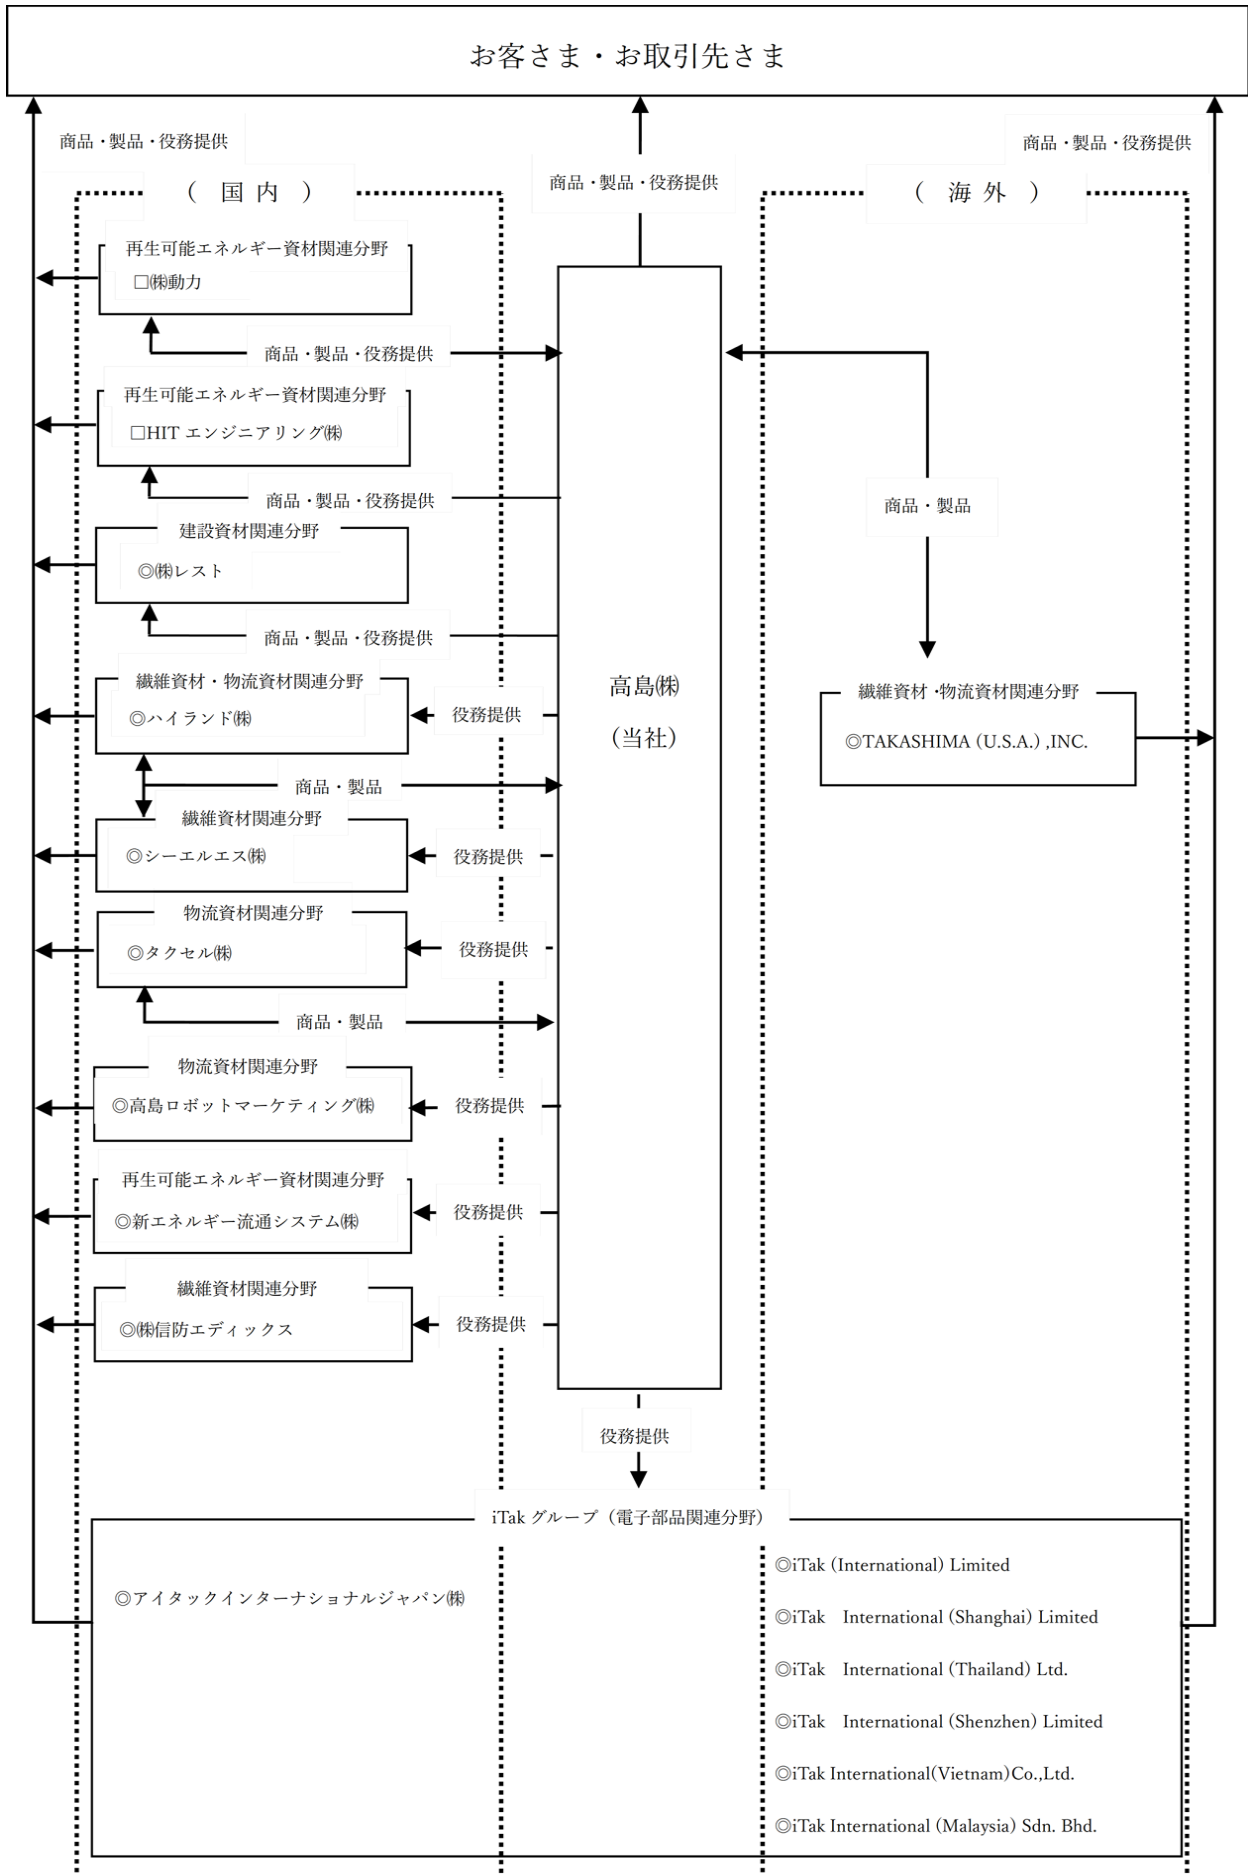 お客さま・お取引先さま
商品・製品・役務提供
商品・製品・役務提供
商品・製品・役務提供
（　国 内　）
（　海 外　）
再生可能エネルギー資材関連分野
□㈱動力
商品・製品・役務提供
再生可能エネルギー資材関連分野
□HIT エンジニアリング㈱
商品・製品・役務提供
建設資材関連分野
◎㈱レスト
商品・製品・役務提供
繊維資材・物流資材関連分野
◎ハイランド㈱
役務提供
商品・製品
繊維資材関連分野
◎シーエルエス㈱
役務提供
物流資材関連分野
◎タクセル㈱
役務提供
商品・製品
物流資材関連分野
◎高島ロボットマーケティング㈱
役務提供
再生可能エネルギー資材関連分野
◎新エネルギー流通システム㈱
役務提供
繊維資材関連分野
◎㈱信防エディックス
役務提供
高島㈱
（当社）
商品・製品
繊維資材・物流資材関連分野
◎TAKASHIMA (U.S.A.) ,INC.
役務提供
iTak グループ（電子部品関連分野）
◎アイタックインターナショナルジャパン㈱
◎iTak (International) Limited
◎iTak　International (Shanghai) Limited
◎iTak　International (Thailand) Ltd.
◎iTak　International (Shenzhen) Limited
◎iTak International(Vietnam)Co.,Ltd.
◎iTak International (Malaysia) Sdn. Bhd.